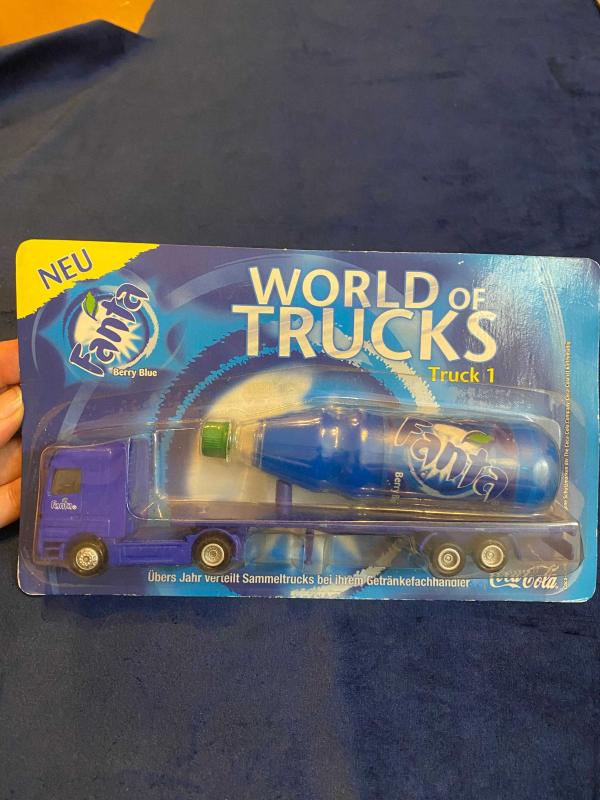 NEU
Fanta
Berry Blue
WORLD OF
TRUCKS
Truck 1
Fanta
Fanta
Übers Jahr verteilt Sammeltrucks bei ihrem Getränkefachhändler
Coca-Cola